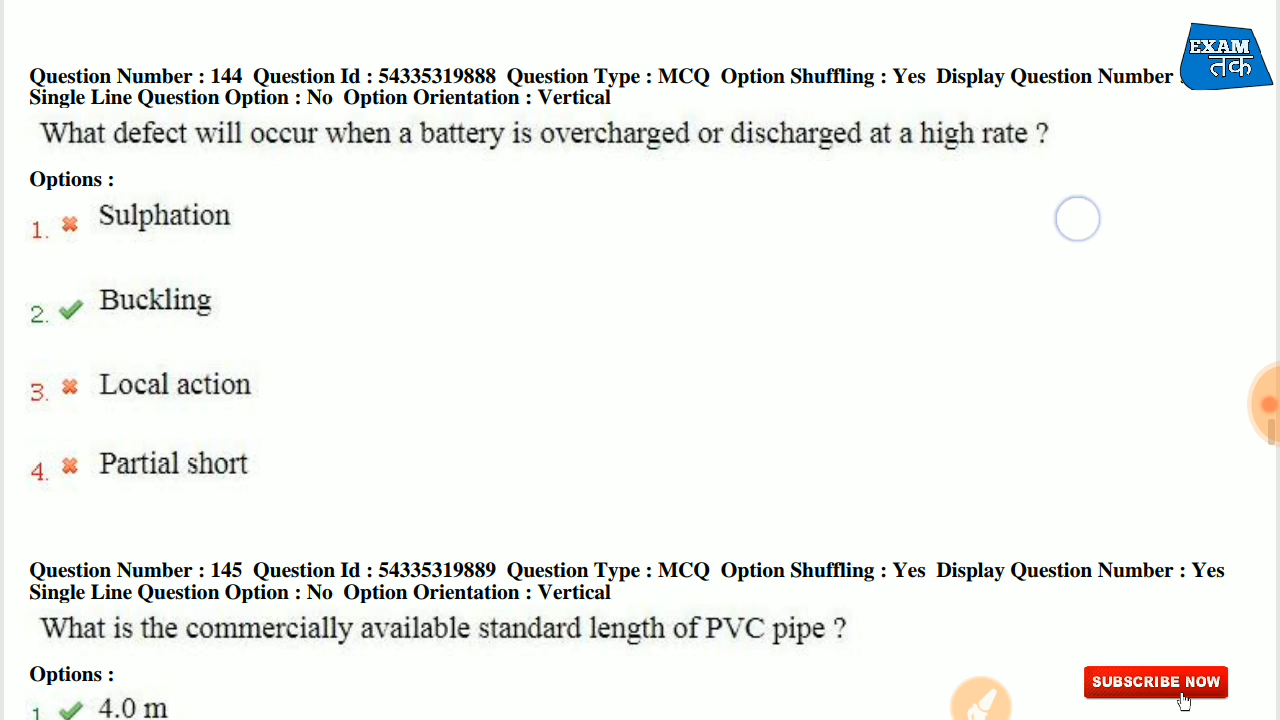 EXAM
तक
Question Number : 144 Question Id : 54335319888 Question Type : MCQ Option Shuffling : Yes Display Question Number
Single Line Question Option : No Option Orientation : Vertical
What defect will occur when a battery is overcharged or discharged at a high rate ?
Options :
1. Sulphation
2. Buckling
3. Local action
4. Partial short
Question Number : 145 Question Id : 54335319889 Question Type : MCQ Option Shuffling : Yes Display Question Number : Yes
Single Line Question Option : No Option Orientation : Vertical
What is the commercially available standard length of PVC pipe ?
Options :
SUBSCRIBE NOW
1. 4.0 m